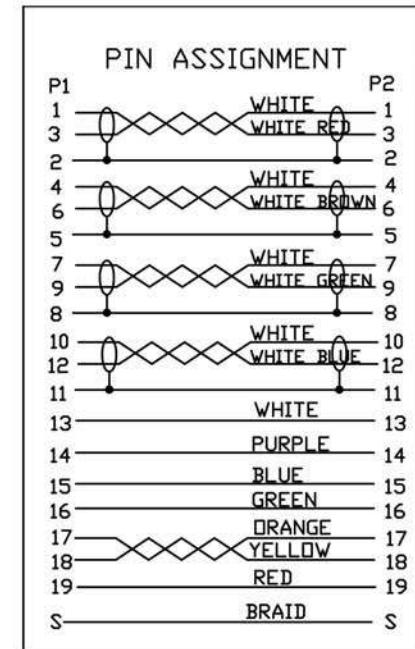 PIN ASSIGNMENT
P1 P2
1 WHITE 1
3 WHITE RED 3
2 2
4 WHITE 4
6 WHITE BROWN 6
5 5
7 WHITE 7
9 WHITE GREEN 9
8 8
10 WHITE 10
12 WHITE BLUE 12
11 11
13 WHITE 13
14 PURPLE 14
15 BLUE 15
16 GREEN 16
17 ORANGE 17
18 YELLOW 18
19 RED 19
S BRAID S